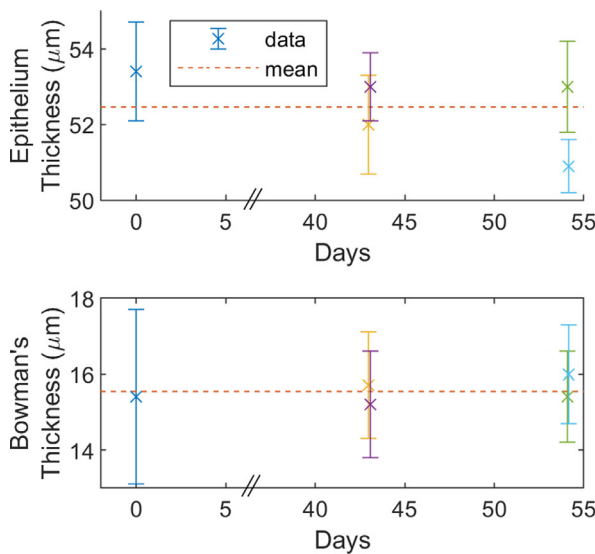 Epithelium
Thickness (μm)
54
52
50
data
mean
0 5 40 45 50 55
Days
Bowman's
Thickness (μm)
18
16
14
0 5 40 45 50 55
Days